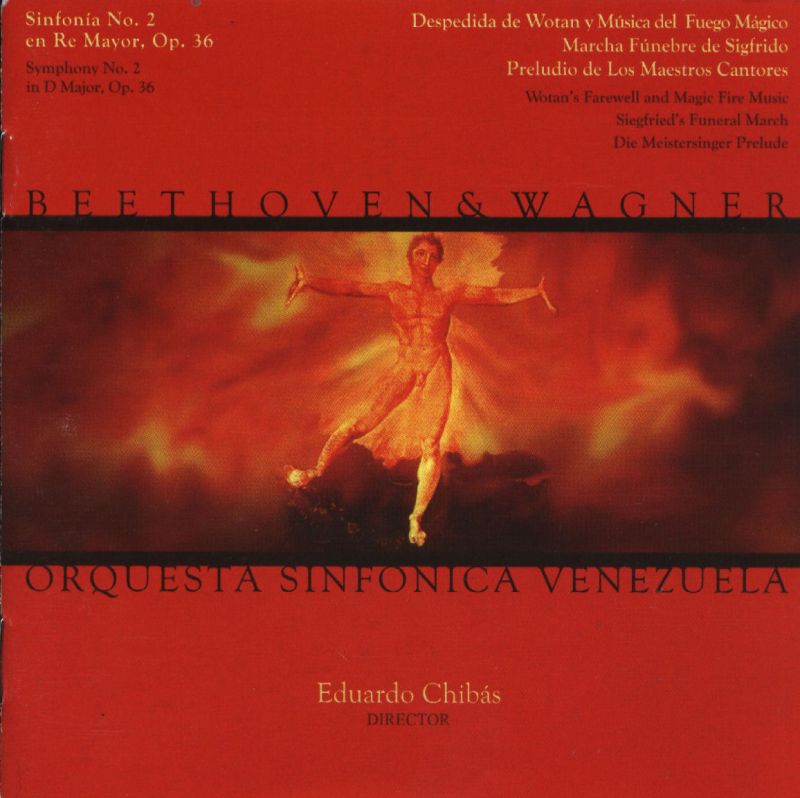 Sinfonía No. 2
en Re Mayor, Op. 36
Symphony No. 2
in D Major, Op. 36
Despedida de Wotan y Música del Fuego Mágico
Marcha Fúnebre de Sigfrido
Preludio de Los Maestros Cantores
Wotan's Farewell and Magic Fire Music
Siegfried's Funeral March
Die Meistersinger Prelude
BEETHOVEN & WAGNER
ORQUESTA SINFONICA VENEZUELA
Eduardo Chibás
DIRECTOR